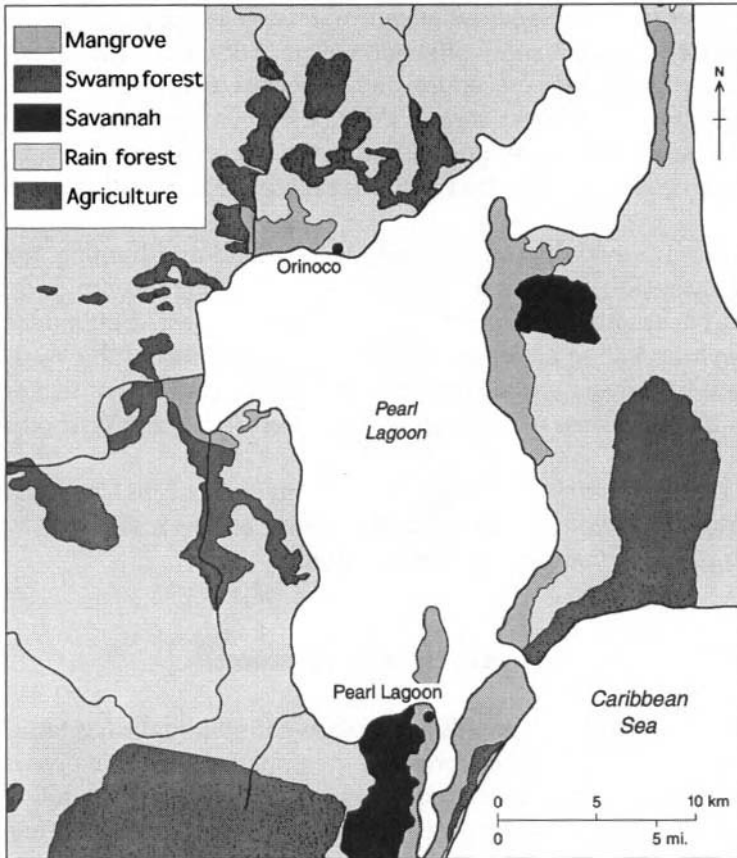 Mangrove
Swamp forest
Savannah
Rain forest
Agriculture
N
Orinoco
Pearl
Lagoon
Pearl Lagoon
Caribbean
Sea
0 5 10 km
0 5 mi.